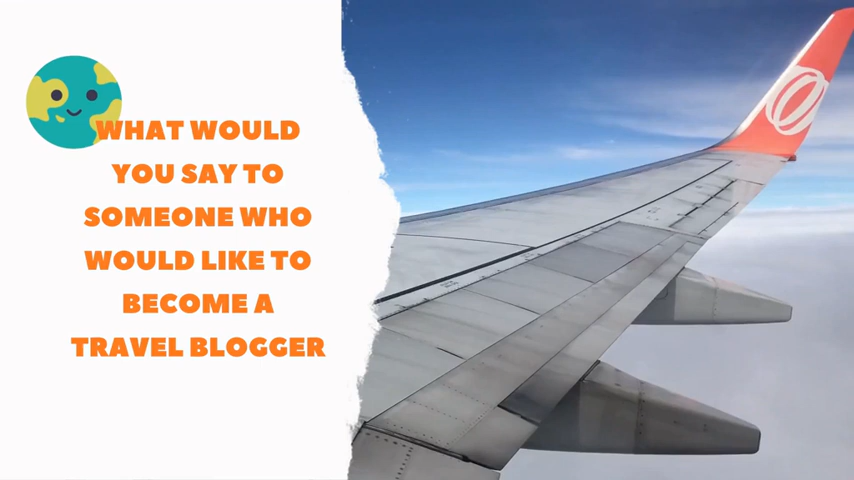 WHAT WOULD
YOU SAY TO
SOMEONE WHO
WOULD LIKE TO
BECOME A
TRAVEL BLOGGER